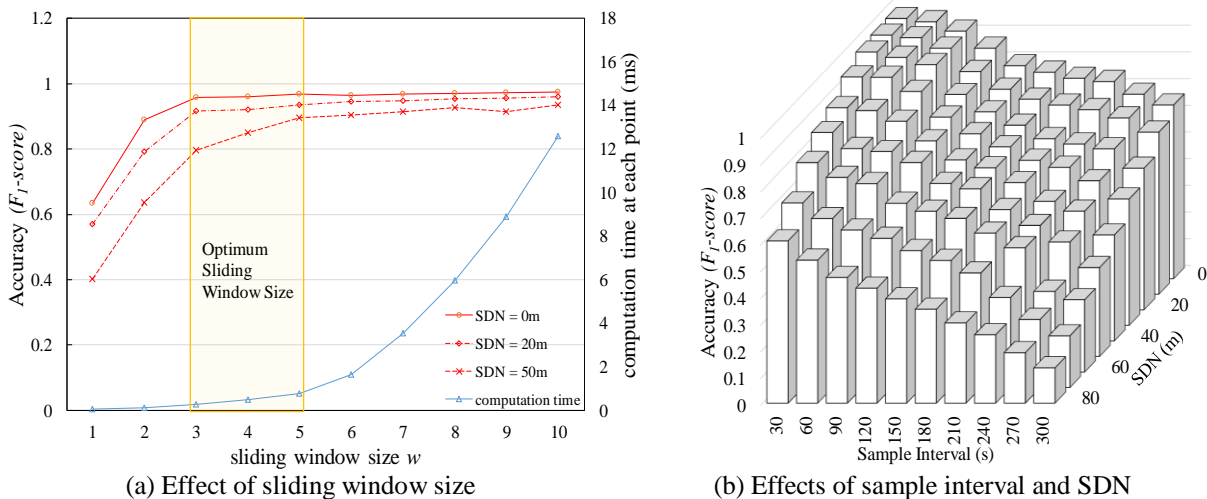 1.2
1
0.8
0.6
0.4
0.2
0
Accuracy (F1-score)
18
16
14
12
10
8
6
4
2
0
computation time at each point (ms)
Optimum
Sliding
Window Size
SDN = 0m
SDN = 20m
SDN = 50m
computation time
1 2 3 4 5 6 7 8 9 10
sliding window size w
(a) Effect of sliding window size
1
0.9
0.8
0.7
0.6
0.5
0.4
0.3
0.2
0.1
0
Accuracy (F1-score)
30 60 90 120 150 180 210 240 270 300
Sample Interval (s)
0
20
40
60
80
SDN (m)
(b) Effects of sample interval and SDN